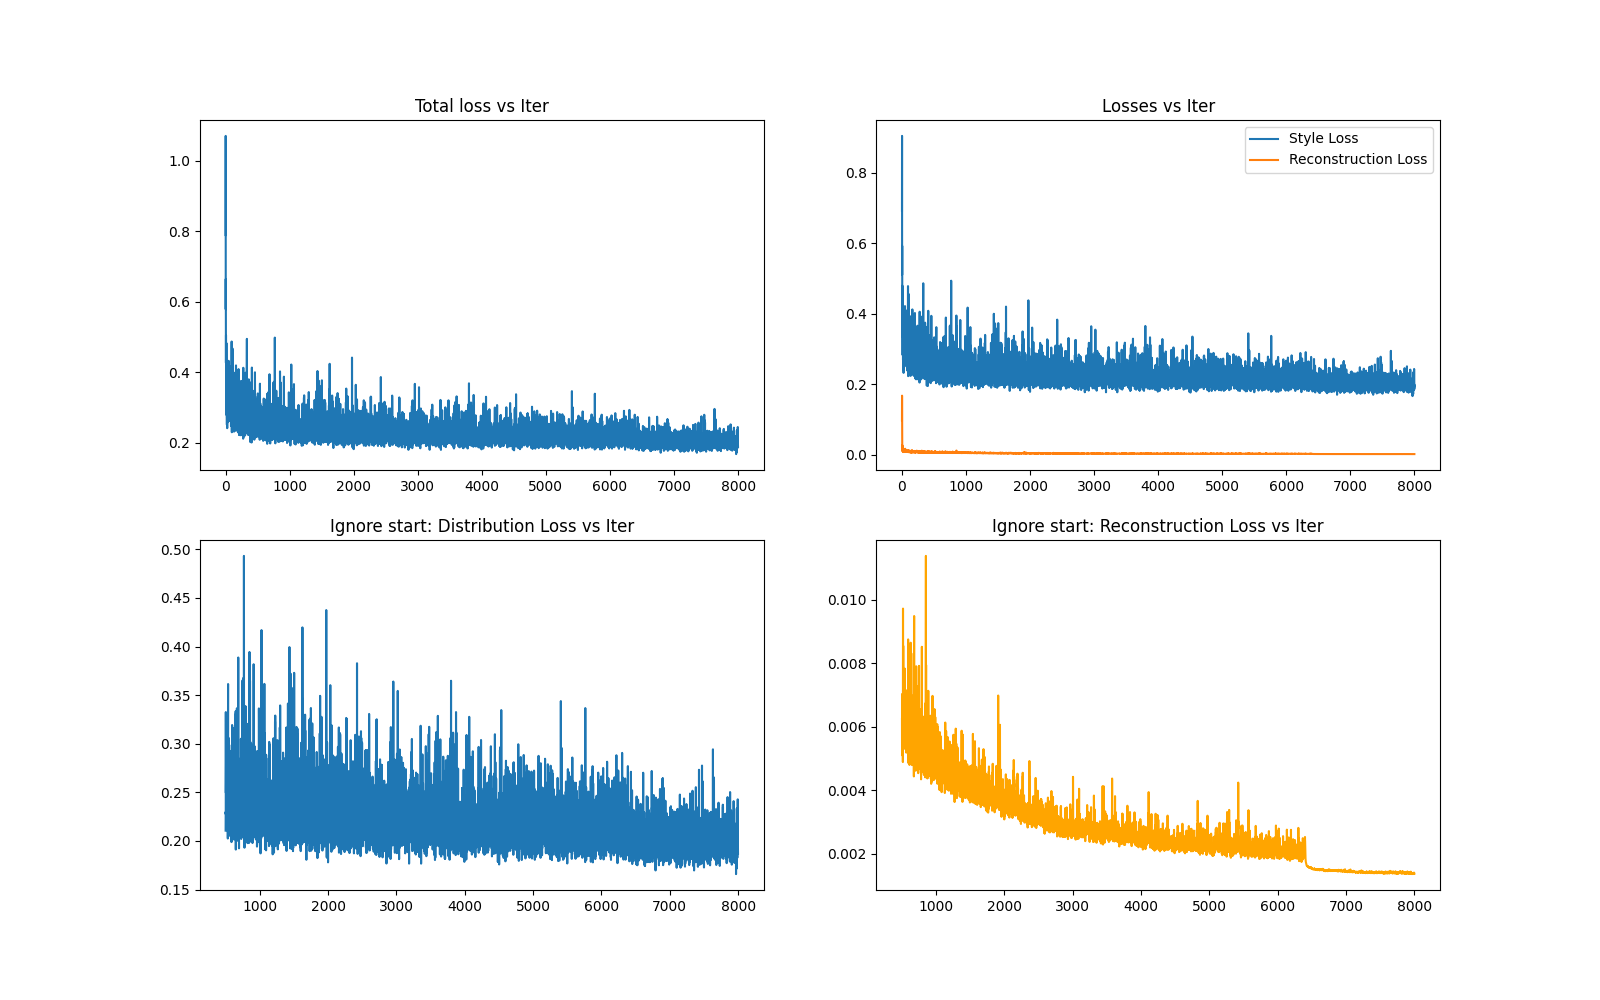 Total loss vs Iter
1.0
0.8
0.6
0.4
0.2
0 1000 2000 3000 4000 5000 6000 7000 8000
Losses vs Iter
Style Loss
Reconstruction Loss
0.8
0.6
0.4
0.2
0.0
0 1000 2000 3000 4000 5000 6000 7000 8000
Ignore start: Distribution Loss vs Iter
0.50
0.45
0.40
0.35
0.30
0.25
0.20
0.15
1000 2000 3000 4000 5000 6000 7000 8000
Ignore start: Reconstruction Loss vs Iter
0.010
0.008
0.006
0.004
0.002
1000 2000 3000 4000 5000 6000 7000 8000